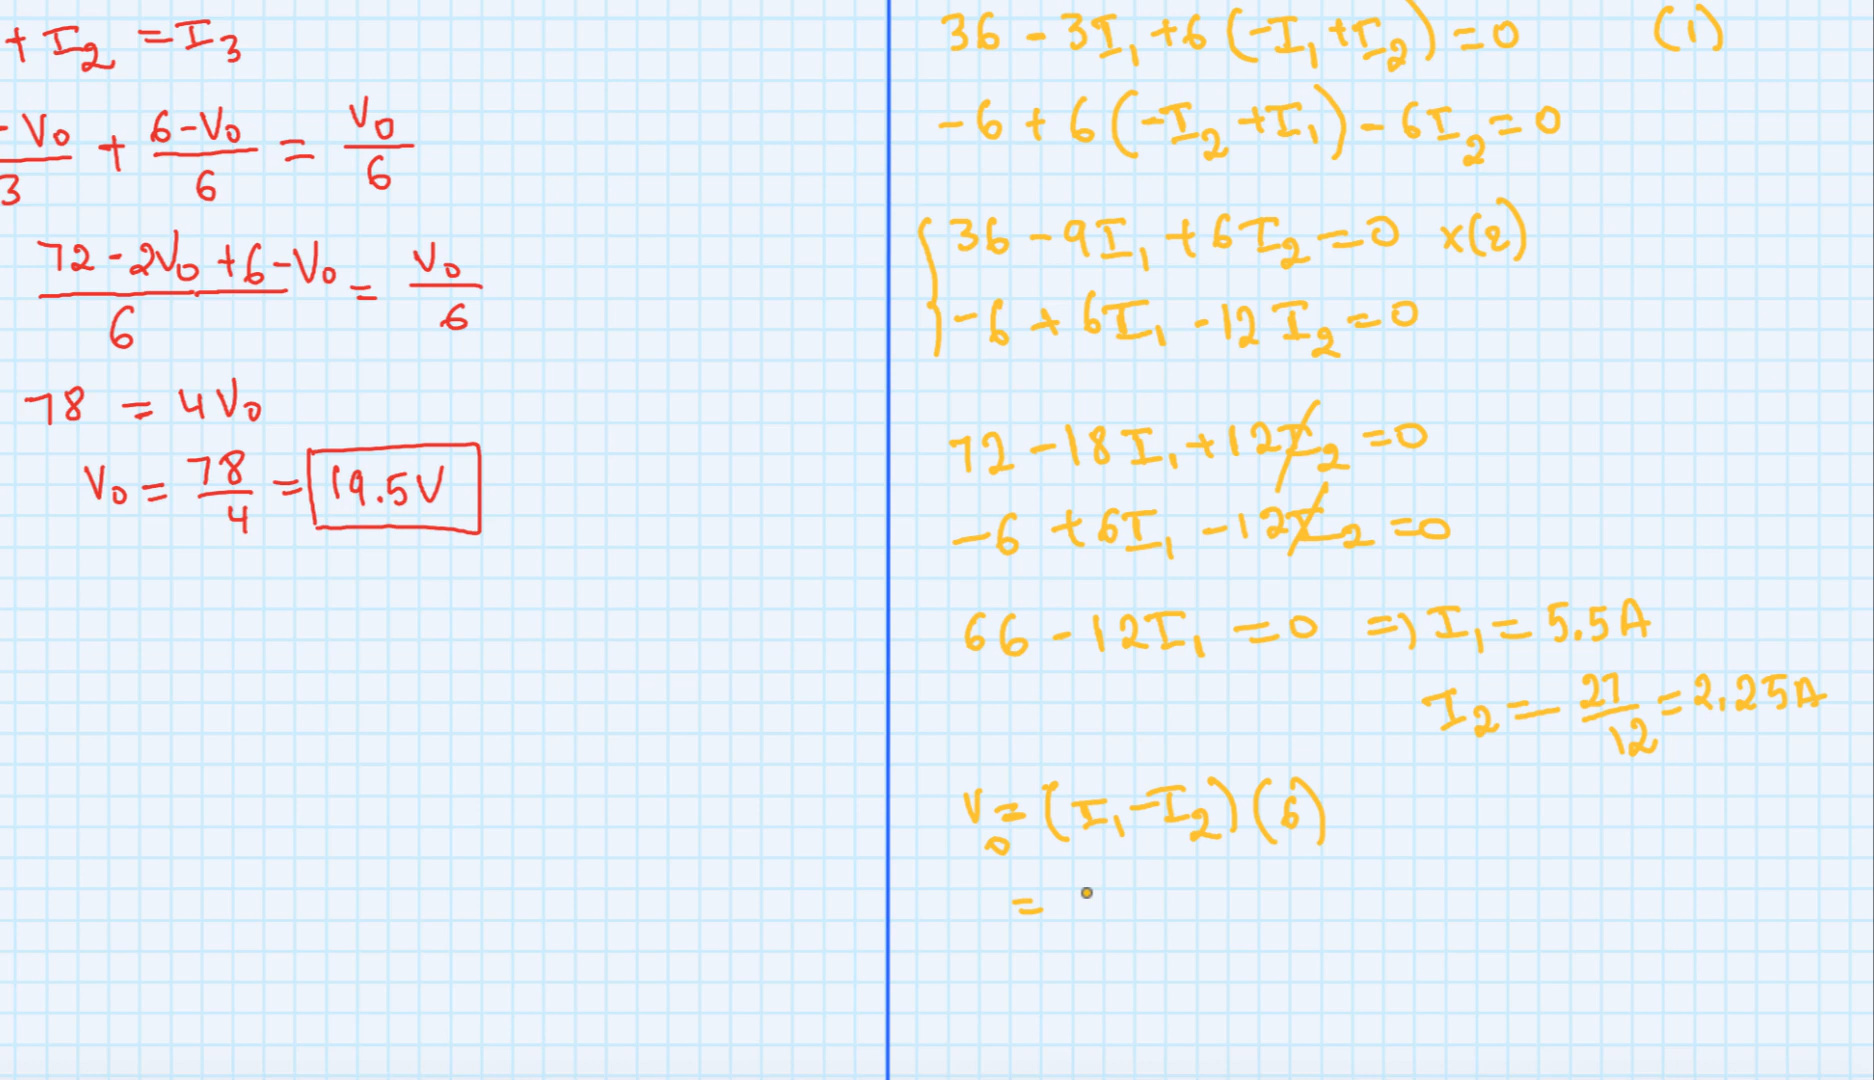 + I₂ = I₃
- V₀/3 + 6-V₀/6 = V₀/6
72 - 2V₀ + 6 - V₀/6 = V₀/6
78 = 4V₀
V₀ = 78/4 = 19.5V
36 - 3I₁ + 6(-I₁ + I₂) = 0 (1)
-6 + 6(-I₂ + I₁) - 6I₂ = 0
36 - 9I₁ + 6I₂ = 0 x(2)
-6 + 6I₁ - 12I₂ = 0
72 - 18I₁ + 12I₂ = 0
-6 + 6I₁ - 12I₂ = 0
66 - 12I₁ = 0 => I₁ = 5.5A
I₂ = 27/12 = 2.25A
V₀ = (I₁ - I₂)(6)
=